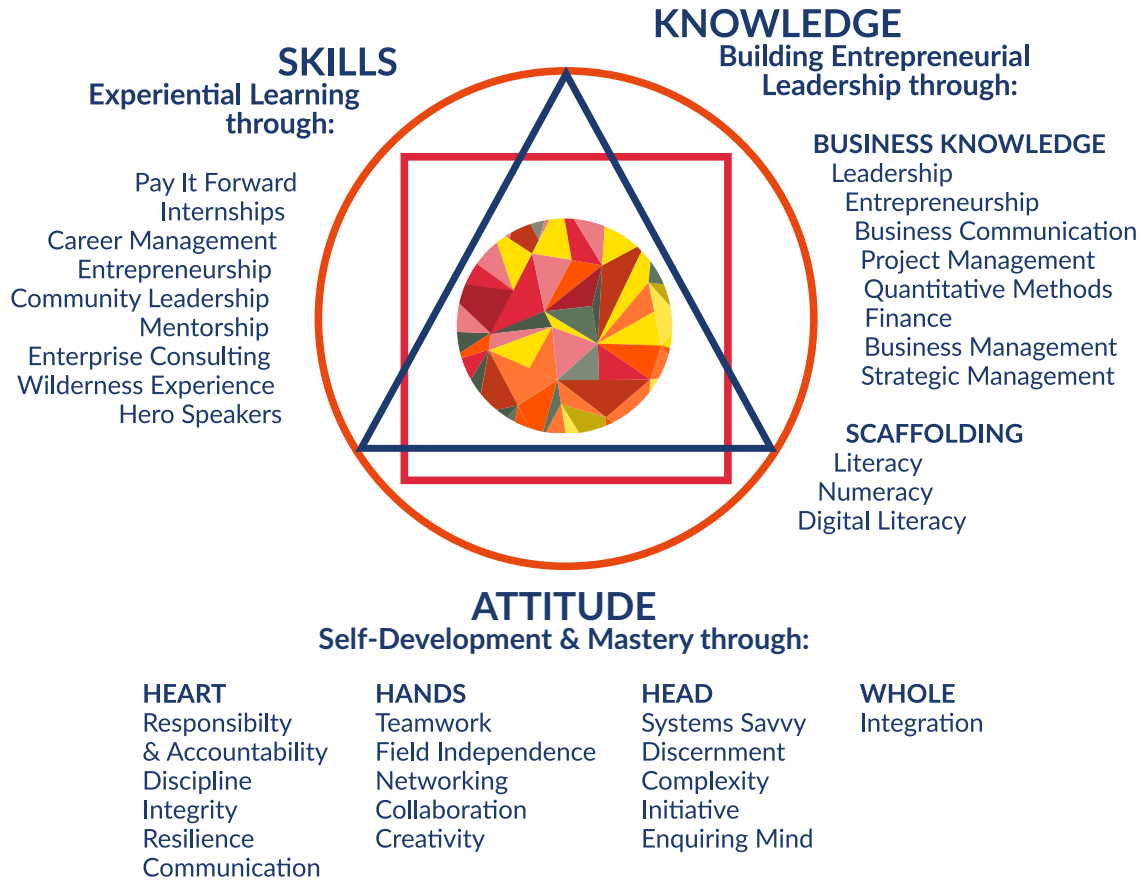 SKILLS
Experiential Learning
through:
Pay It Forward
Internships
Career Management
Entrepreneurship
Community Leadership
Mentorship
Enterprise Consulting
Wilderness Experience
Hero Speakers
KNOWLEDGE
Building Entrepreneurial
Leadership through:
BUSINESS KNOWLEDGE
Leadership
Entrepreneurship
Business Communication
Project Management
Quantitative Methods
Finance
Business Management
Strategic Management
SCAFFOLDING
Literacy
Numeracy
Digital Literacy
ATTITUDE
Self-Development & Mastery through:
HEART
Responsibilty
& Accountability
Discipline
Integrity
Resilience
Communication
HANDS
Teamwork
Field Independence
Networking
Collaboration
Creativity
HEAD
Systems Savvy
Discernment
Complexity
Initiative
Enquiring Mind
WHOLE
Integration